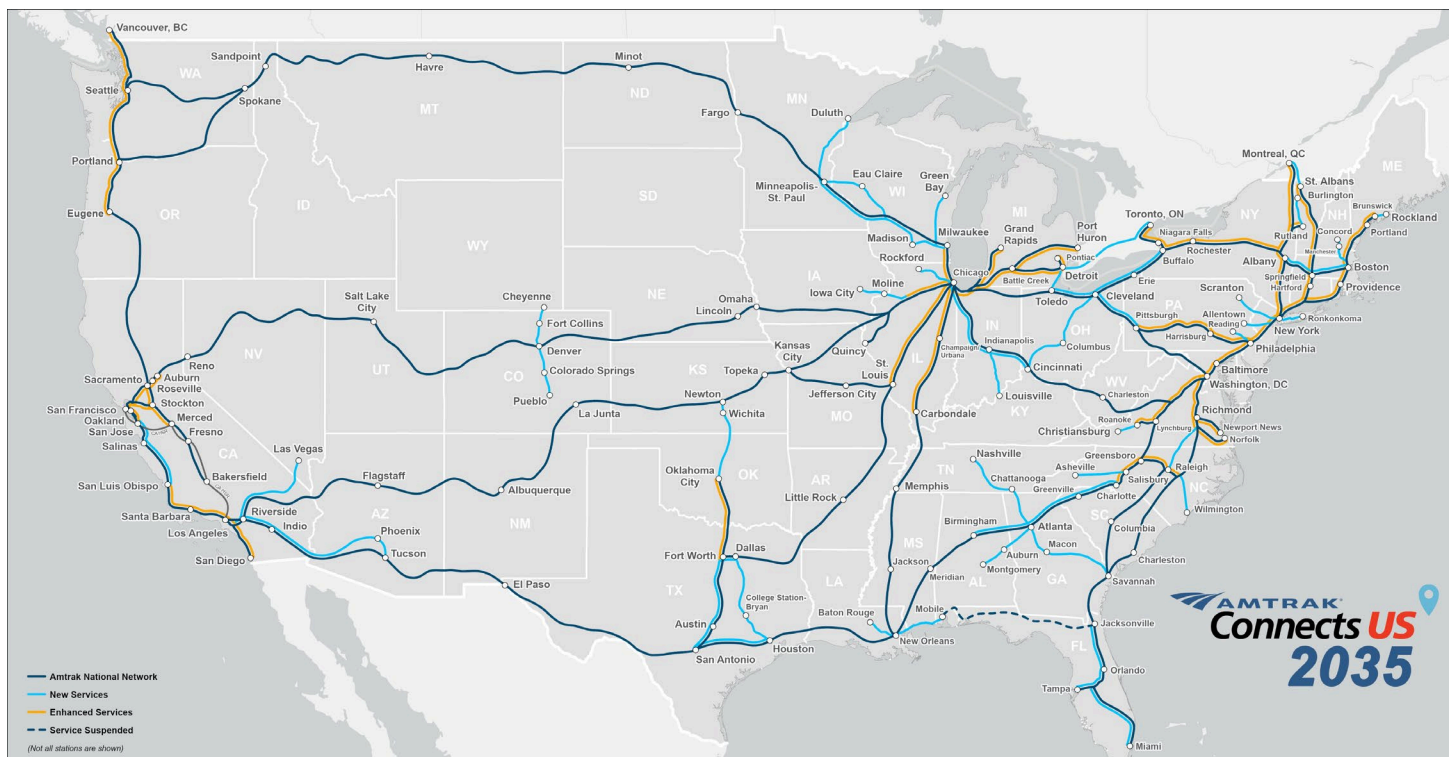 Vancouver, BC
Seattle
Spokane
Sandpoint
Havre
Minot
Fargo
Portland
Eugene
Duluth
Minneapolis-
St. Paul
Eau Claire
Green
Bay
Madison
Milwaukee
Rockford
Chicago
Grand
Rapids
Port
Huron
Battle Creek
Pontiac
Detroit
Toledo
Toronto, ON
Niagara Falls
Buffalo
Rochester
Montreal, QC
St. Albans
Burlington
Rutland
Albany
Concord
Manchester
Brunswick
Rockland
Portland
Boston
Springfield
Hartford
Providence
Ronkonkoma
New York
Scranton
Allentown
Reading
Philadelphia
Harrisburg
Pittsburgh
Erie
Cleveland
Columbus
Cincinnati
Indianapolis
Louisville
Champaign
Urbana
Moline
Iowa City
Omaha
Lincoln
Quincy
Kansas
City
Topeka
Jefferson City
St.
Louis
Carbondale
Cheyenne
Fort Collins
Denver
Colorado Springs
Pueblo
Salt Lake
City
Reno
Auburn
Roseville
Sacramento
Stockton
San Francisco
Oakland
San Jose
Merced
Fresno
Salinas
Bakersfield
San Luis Obispo
Santa Barbara
Los Angeles
San Diego
Riverside
Indio
Las Vegas
Flagstaff
Phoenix
Tucson
Albuquerque
La Junta
Newton
Wichita
Oklahoma
City
Fort Worth
Dallas
El Paso
Austin
San Antonio
College Station-
Bryan
Houston
Little Rock
Memphis
Jackson
Meridian
Baton Rouge
New Orleans
Mobile
Birmingham
Atlanta
Auburn
Montgomery
Macon
Nashville
Chattanooga
Asheville
Greenville
Charlotte
Salisbury
Greensboro
Raleigh
Wilmington
Columbia
Charleston
Savannah
Jacksonville
Orlando
Tampa
Miami
Charleston
Roanoke
Christiansburg
Lynchburg
Richmond
Newport News
Norfolk
Baltimore
Washington, DC
WA
OR
CA
NV
ID
MT
WY
UT
CO
AZ
NM
ND
SD
NE
KS
OK
TX
MN
IA
MO
AR
LA
WI
IL
MI
IN
OH
KY
TN
MS
AL
GA
FL
SC
NC
WV
PA
NY
NH
ME
Amtrak National Network
New Services
Enhanced Services
Service Suspended
(Not all stations are shown)
AMTRAK
Connects US
2035